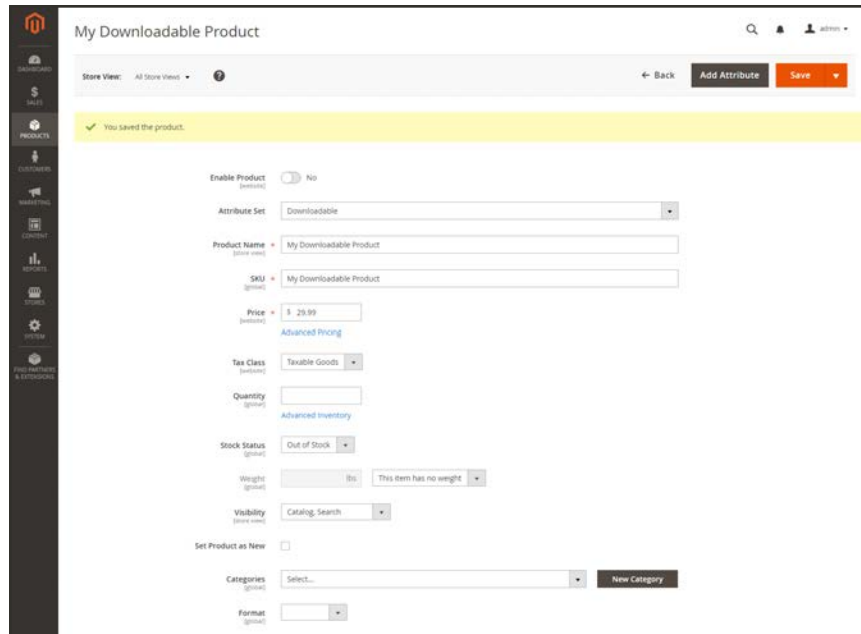 My Downloadable Product
admin
DASHBOARD
SALES
PRODUCTS
CUSTOMERS
MARKETING
CONTENT
REPORTS
STORES
SYSTEM
FIND PARTNERS
& EXTENSIONS
Store View: All Store Views
Back
Add Attribute
Save
You saved the product.
Enable Product No
[website]
Attribute Set Downloadable
Product Name * My Downloadable Product
[store view]
SKU * My Downloadable Product
[global]
Price * $ 29.99
[website]
Advanced Pricing
Tax Class Taxable Goods
[website]
Quantity
[global]
Advanced Inventory
Stock Status Out of Stock
[global]
Weight lbs This item has no weight
[global]
Visibility Catalog, Search
[store view]
Set Product as New
Categories Select... New Category
[global]
Format
[global]